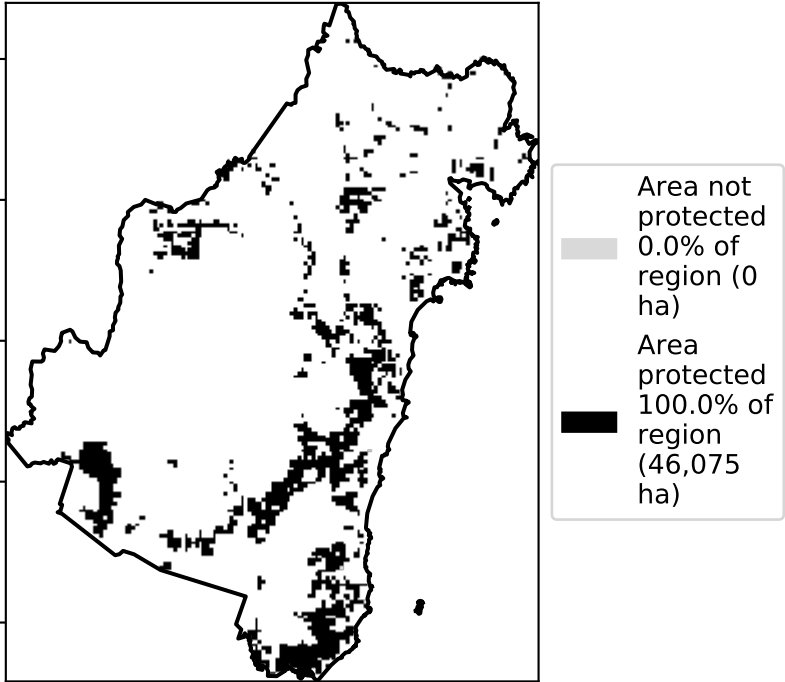 Area not
protected
0.0% of
region (0
ha)
Area
protected
100.0% of
region
(46,075
ha)